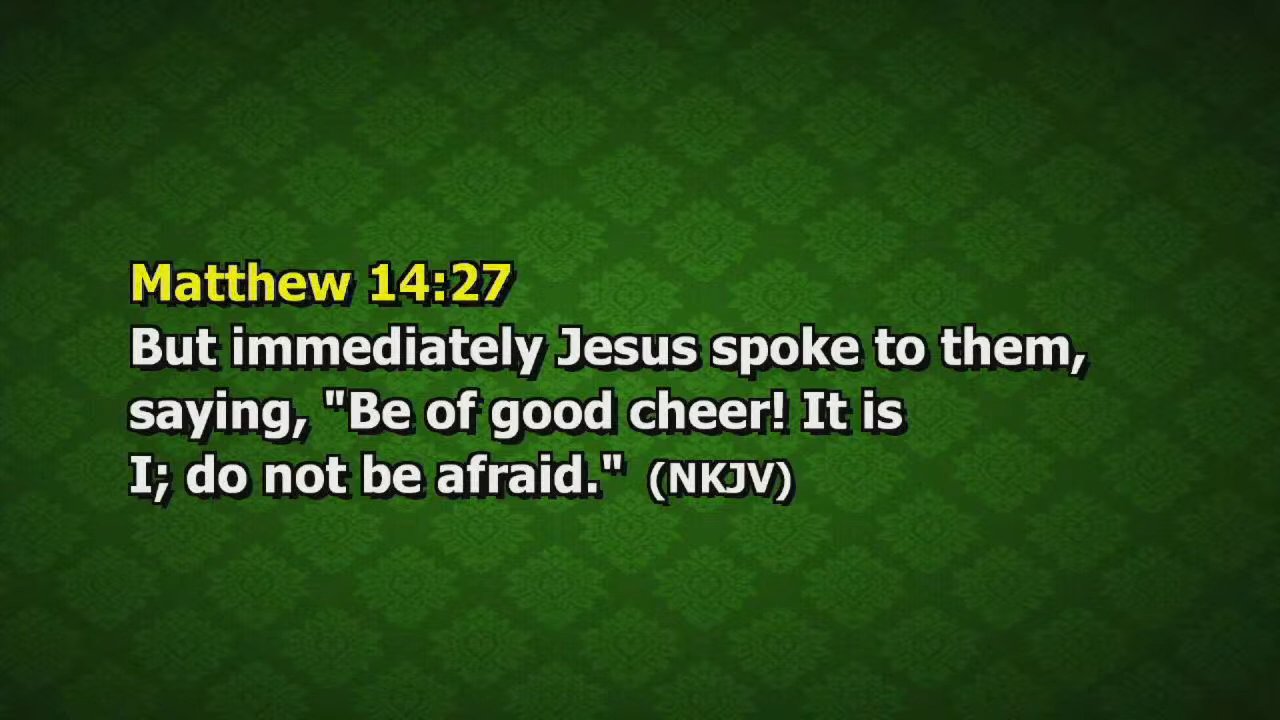 Matthew 14:27
But immediately Jesus spoke to them,
saying, "Be of good cheer! It is
I; do not be afraid." (NKJV)